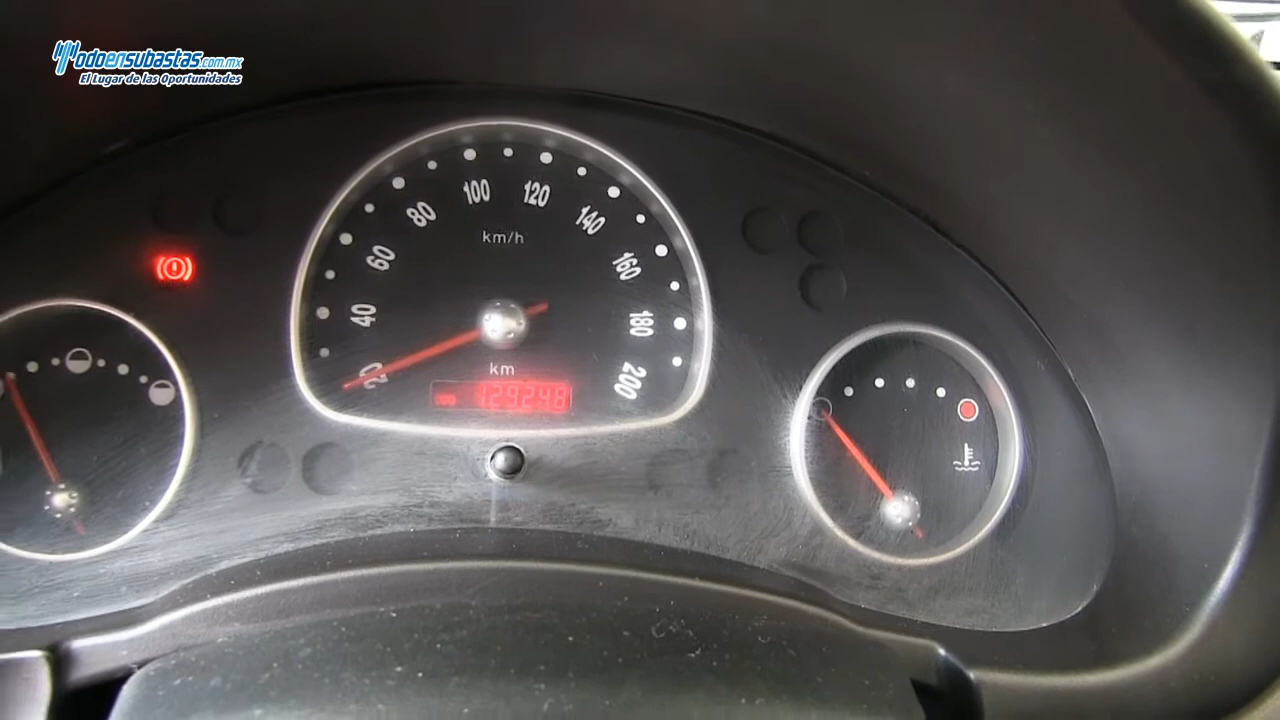 Todoensubastas.com.mx
El Lugar de las Oportunidades
100 120
80 140
km/h
60 160
40 180
20 200
km
129248